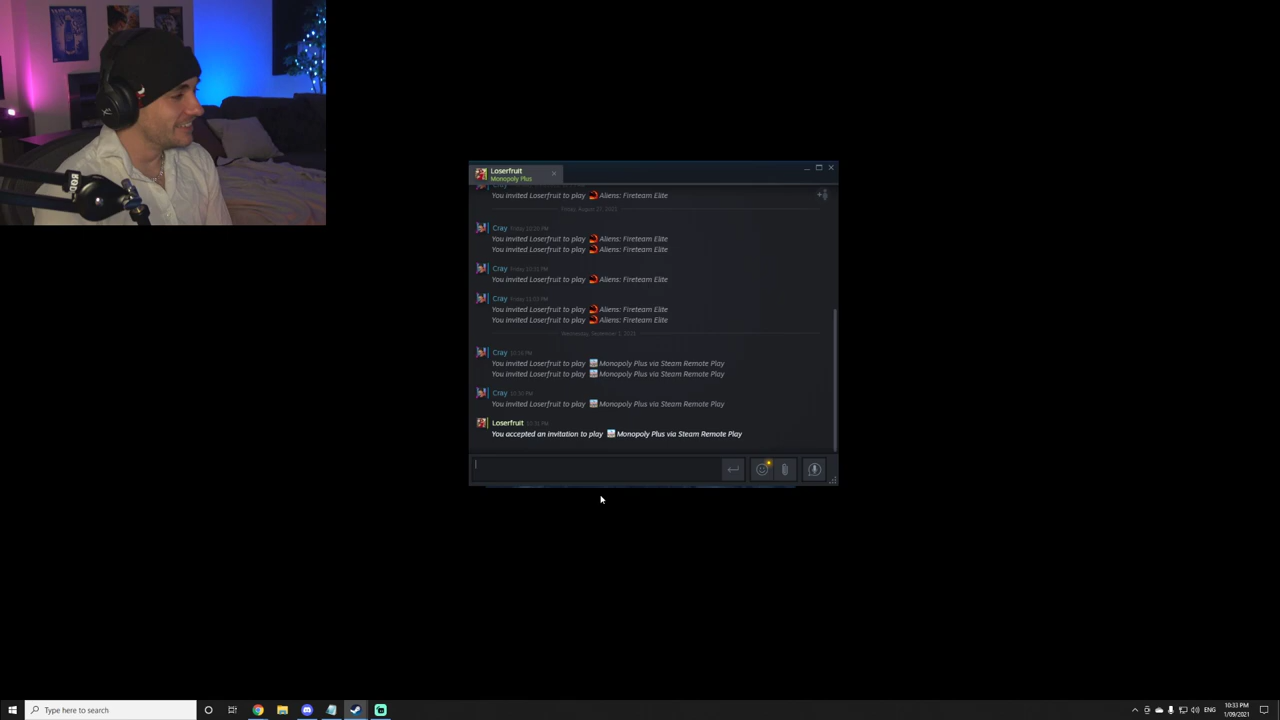 Loserfruit
Monopoly Plus
You invited Loserfruit to play Aliens: Fireteam Elite
Friday, August 27, 2021
Cray
You invited Loserfruit to play Aliens: Fireteam Elite
You invited Loserfruit to play Aliens: Fireteam Elite
Cray
You invited Loserfruit to play Aliens: Fireteam Elite
Cray
You invited Loserfruit to play Aliens: Fireteam Elite
You invited Loserfruit to play Aliens: Fireteam Elite
Cray
You invited Loserfruit to play Monopoly Plus via Steam Remote Play
You invited Loserfruit to play Monopoly Plus via Steam Remote Play
Cray
You invited Loserfruit to play Monopoly Plus via Steam Remote Play
Loserfruit
You accepted an invitation to play Monopoly Plus via Steam Remote Play
RODE
Type here to search
ENG
10:33 PM
1/09/2021